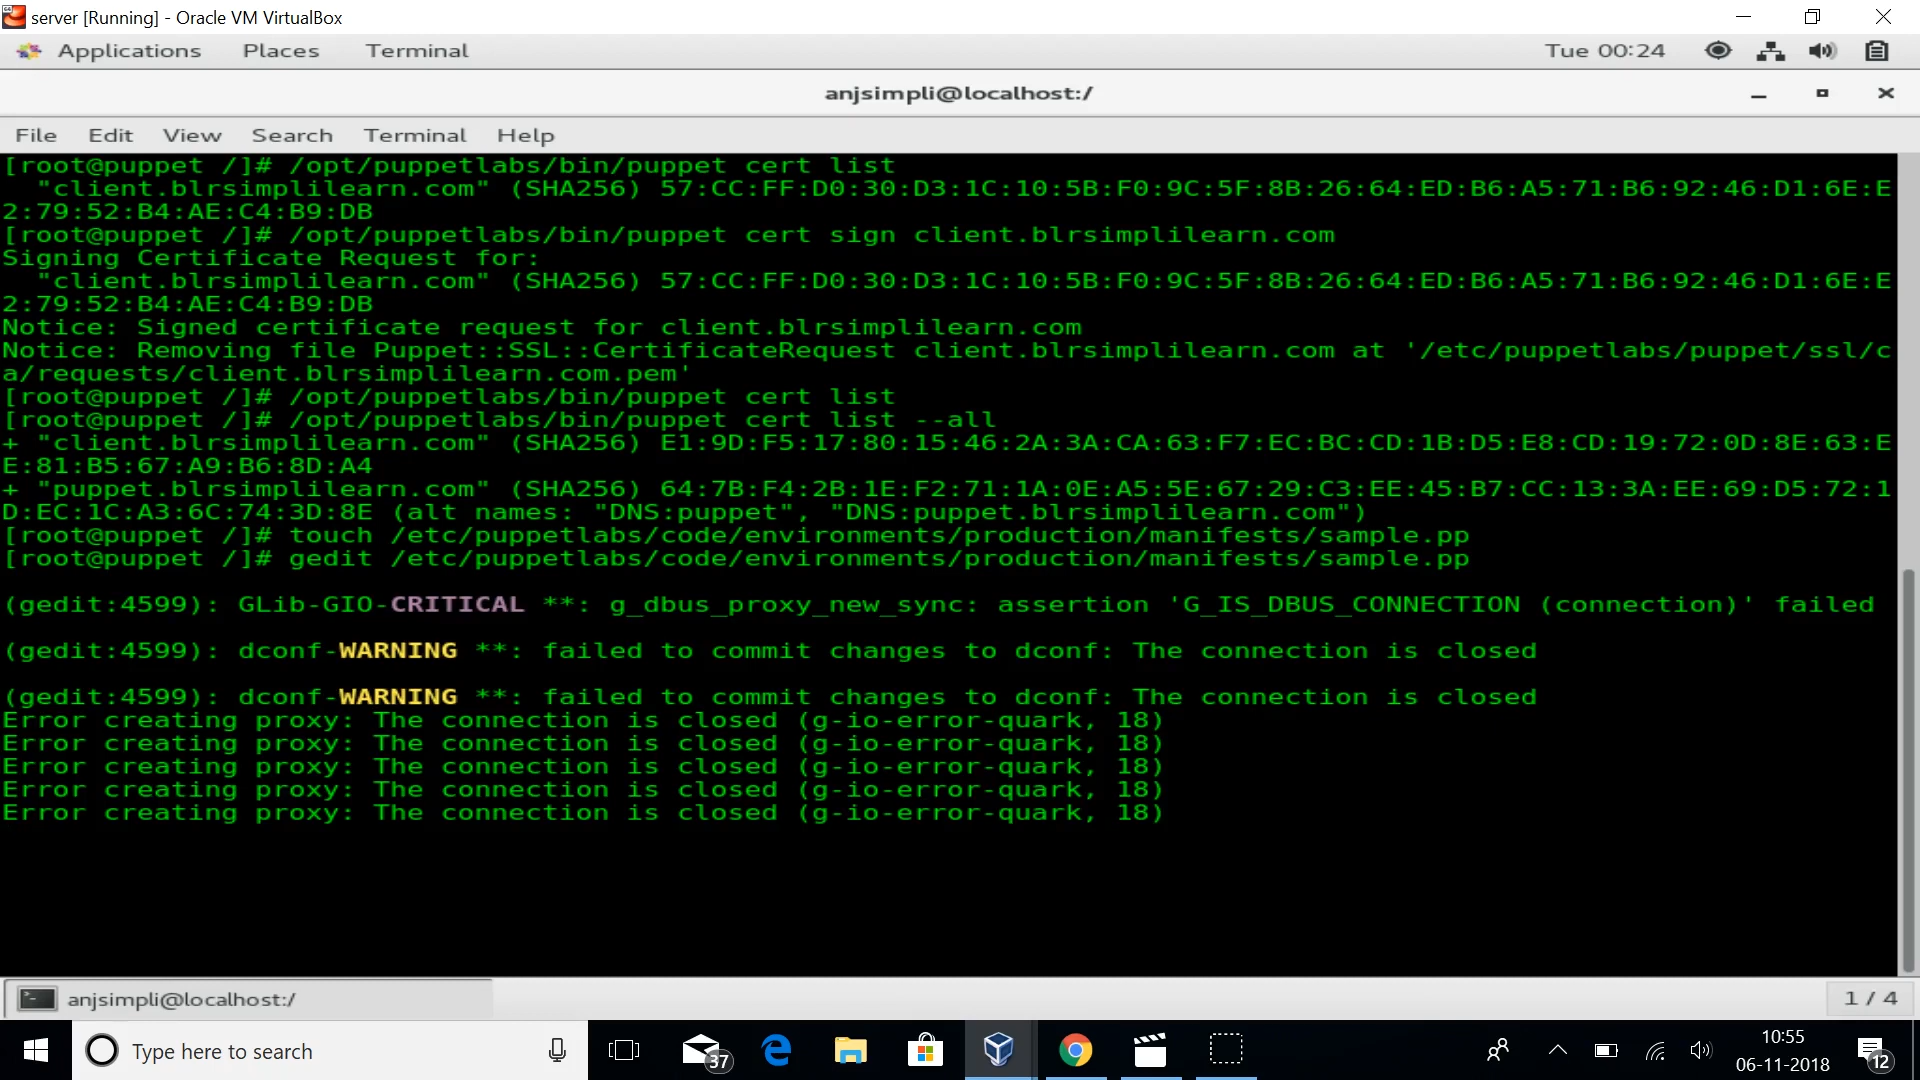 server [Running] - Oracle VM VirtualBox
Applications Places Terminal Tue 00:24
anjsimpli@localhost:/
File Edit View Search Terminal Help
[root@puppet /]# /opt/puppetlabs/bin/puppet cert list
"client.blrsimplilearn.com" (SHA256) 57:CC:FF:D0:30:D3:1C:10:5B:F0:9C:5F:8B:26:64:ED:B6:A5:71:B6:92:46:D1:6E:E
2:79:52:B4:AE:C4:B9:DB
[root@puppet /]# /opt/puppetlabs/bin/puppet cert sign client.blrsimplilearn.com
Signing Certificate Request for:
"client.blrsimplilearn.com" (SHA256) 57:CC:FF:D0:30:D3:1C:10:5B:F0:9C:5F:8B:26:64:ED:B6:A5:71:B6:92:46:D1:6E:E
2:79:52:B4:AE:C4:B9:DB
Notice: Signed certificate request for client.blrsimplilearn.com
Notice: Removing file Puppet::SSL::CertificateRequest client.blrsimplilearn.com at '/etc/puppetlabs/puppet/ssl/c
a/requests/client.blrsimplilearn.com.pem'
[root@puppet /]# /opt/puppetlabs/bin/puppet cert list
[root@puppet /]# /opt/puppetlabs/bin/puppet cert list --all
+ "client.blrsimplilearn.com" (SHA256) E1:9D:F5:17:80:15:46:2A:3A:CA:63:F7:EC:BC:CD:1B:D5:E8:CD:19:72:0D:8E:63:E
E:81:B5:67:A9:B6:8D:A4
+ "puppet.blrsimplilearn.com" (SHA256) 64:7B:F4:2B:1E:F2:71:1A:0E:A5:5E:67:29:C3:EE:45:B7:CC:13:3A:EE:69:D5:72:1
D:EC:1C:A3:6C:74:3D:8E (alt names: "DNS:puppet", "DNS:puppet.blrsimplilearn.com")
[root@puppet /]# touch /etc/puppetlabs/code/environments/production/manifests/sample.pp
[root@puppet /]# gedit /etc/puppetlabs/code/environments/production/manifests/sample.pp
(gedit:4599): GLib-GIO-CRITICAL **: g_dbus_proxy_new_sync: assertion 'G_IS_DBUS_CONNECTION (connection)' failed
(gedit:4599): dconf-WARNING **: failed to commit changes to dconf: The connection is closed
(gedit:4599): dconf-WARNING **: failed to commit changes to dconf: The connection is closed
Error creating proxy: The connection is closed (g-io-error-quark, 18)
Error creating proxy: The connection is closed (g-io-error-quark, 18)
Error creating proxy: The connection is closed (g-io-error-quark, 18)
Error creating proxy: The connection is closed (g-io-error-quark, 18)
Error creating proxy: The connection is closed (g-io-error-quark, 18)
anjsimpli@localhost:/ 1 / 4
Type here to search 37 10:55
06-11-2018 12